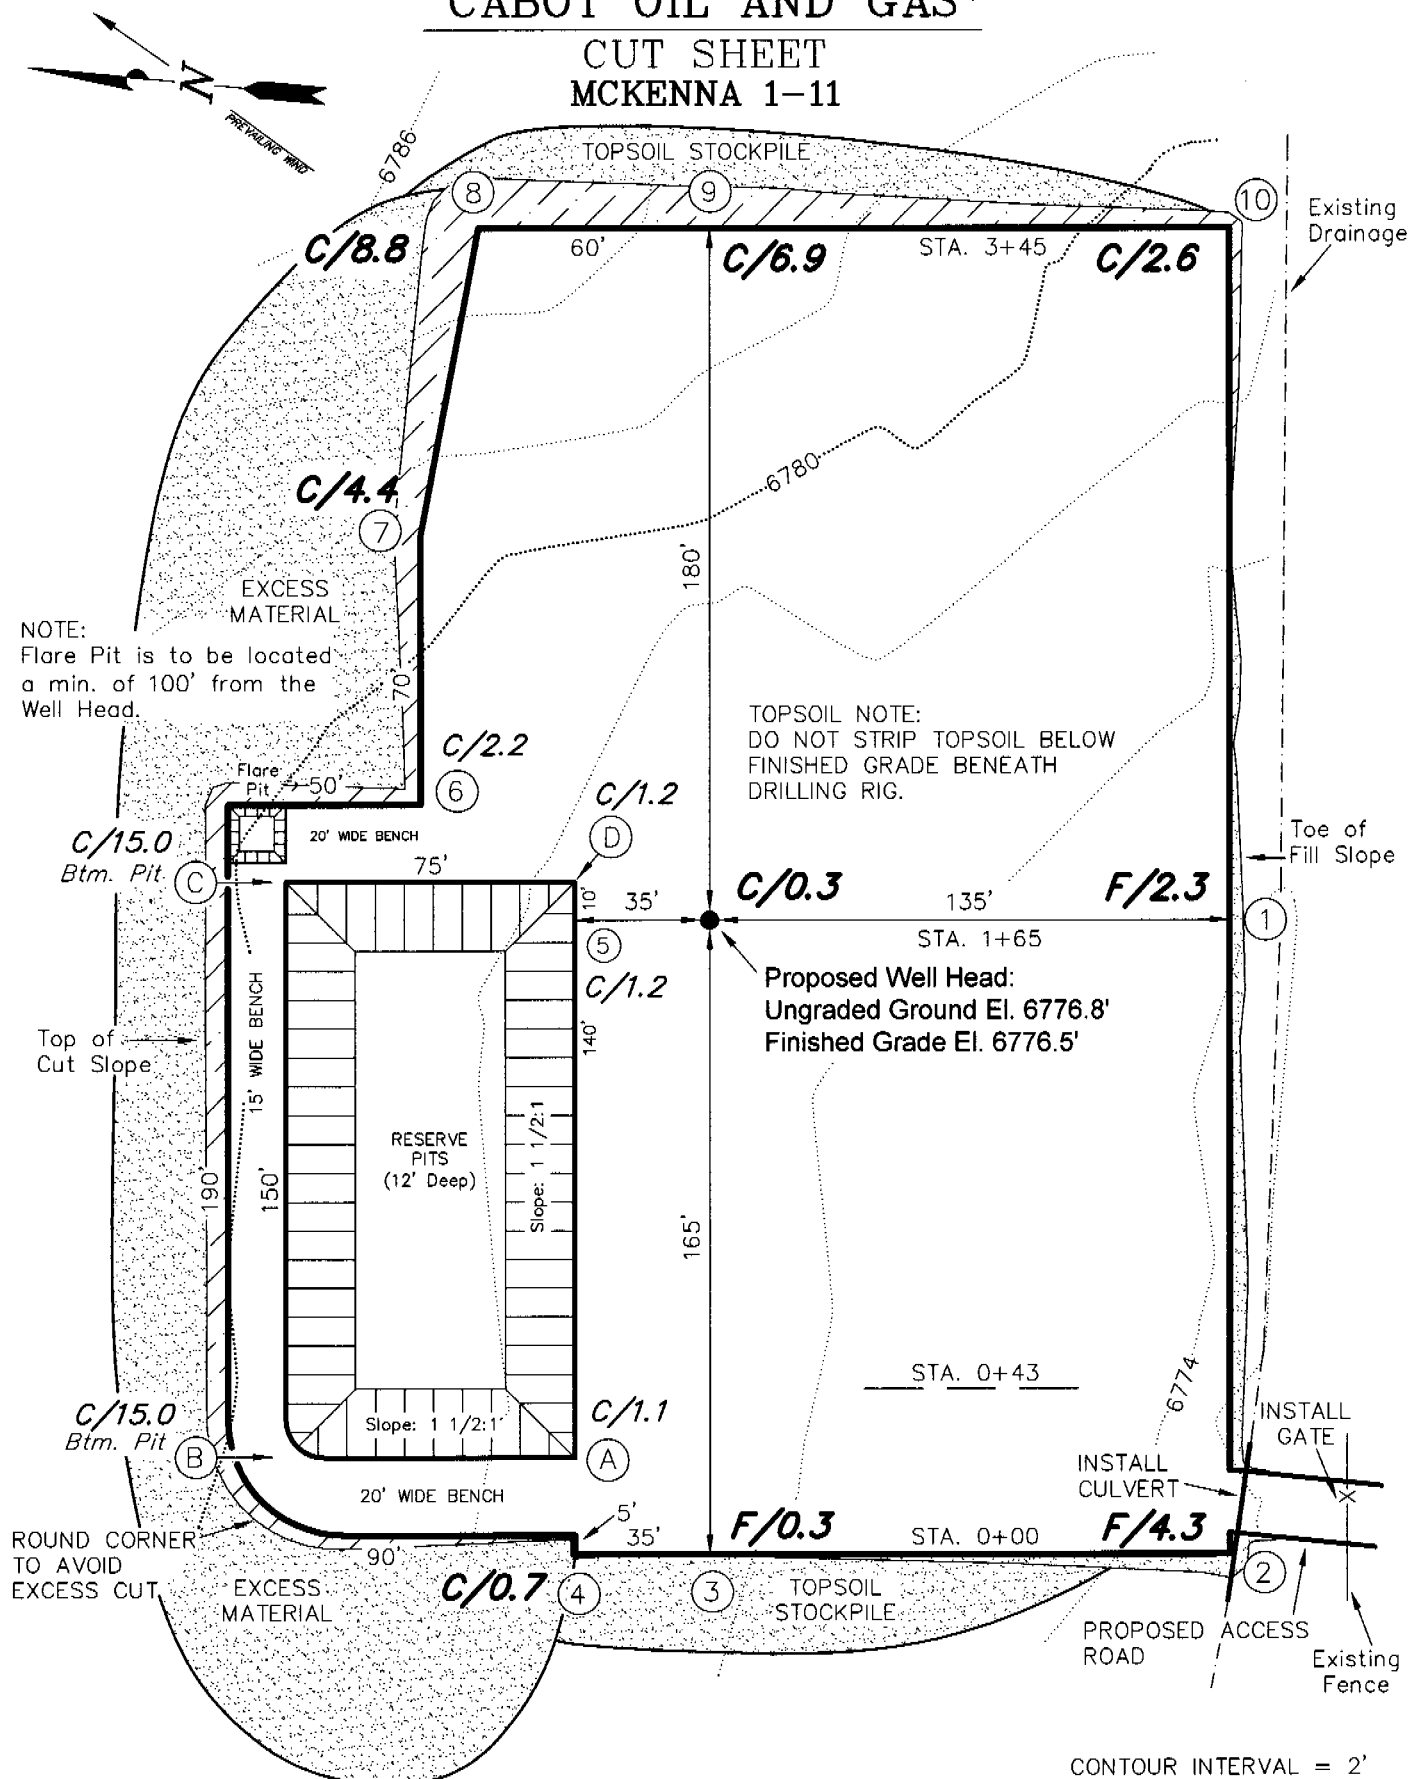 CABOT OIL AND GAS
CUT SHEET
MCKENNA 1-11
N
PREVAILING WIND
6786
TOPSOIL STOCKPILE
8
9
10
Existing
Drainage
C/8.8
60'
C/6.9
STA. 3+45
C/2.6
6780
C/4.4
7
180'
EXCESS
MATERIAL
NOTE:
Flare Pit is to be located
a min. of 100' from the
Well Head.
70'
TOPSOIL NOTE:
DO NOT STRIP TOPSOIL BELOW
FINISHED GRADE BENEATH
DRILLING RIG.
C/2.2
6
Flare
Pit
50'
C/1.2
D
20' WIDE BENCH
C/15.0
Btm. Pit
C
75'
Toe of
Fill Slope
10'
35'
C/0.3
135'
F/2.3
1
5
STA. 1+65
C/1.2
Proposed Well Head:
Ungraded Ground El. 6776.8'
Finished Grade El. 6776.5'
15' WIDE BENCH
140'
Top of
Cut Slope
RESERVE
PITS
(12' Deep)
Slope: 1 1/2:1
190'
150'
165'
STA. 0+43
6774
C/15.0
Btm. Pit
B
Slope: 1 1/2:1
C/1.1
A
INSTALL
GATE
INSTALL
CULVERT
20' WIDE BENCH
5'
35'
F/0.3
STA. 0+00
F/4.3
ROUND CORNER
TO AVOID
EXCESS CUT
90'
EXCESS
MATERIAL
C/0.7
4
3
TOPSOIL
STOCKPILE
2
PROPOSED ACCESS
ROAD
Existing
Fence
CONTOUR INTERVAL = 2'